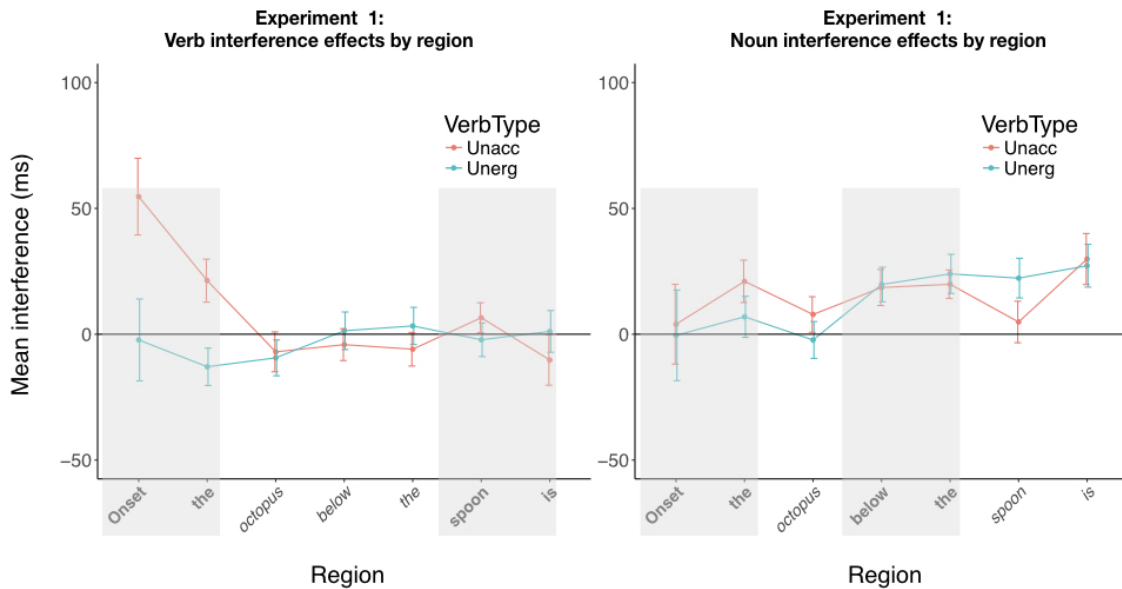 Experiment 1:
Verb interference effects by region
Mean interference (ms)
100
50
0
−50
VerbType
Unacc
Unerg
Onset
the
octopus
below
the
spoon
is
Region
Experiment 1:
Noun interference effects by region
100
50
0
−50
VerbType
Unacc
Unerg
Onset
the
octopus
below
the
spoon
is
Region